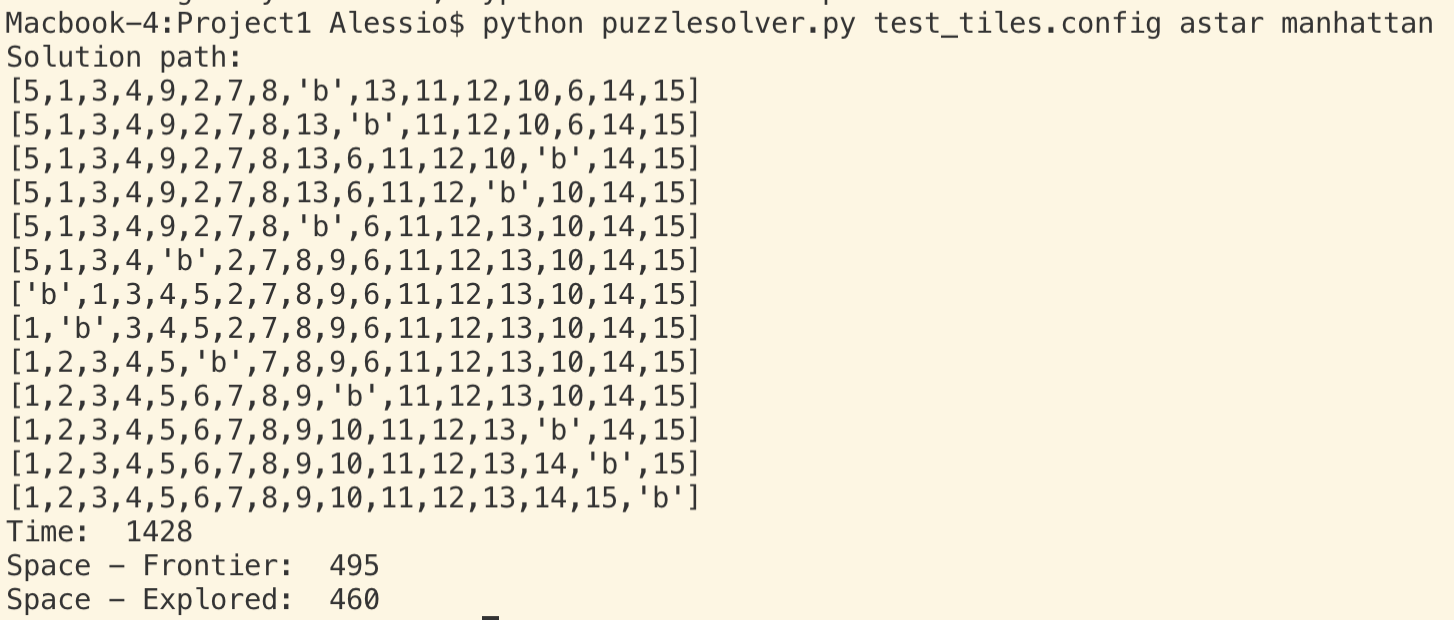 Macbook-4:Project1 Alessio$ python puzzlesolver.py test_tiles.config astar manhattan
Solution path:
[5,1,3,4,9,2,7,8,'b',13,11,12,10,6,14,15]
[5,1,3,4,9,2,7,8,13,'b',11,12,10,6,14,15]
[5,1,3,4,9,2,7,8,13,6,11,12,10,'b',14,15]
[5,1,3,4,9,2,7,8,13,6,11,12,'b',10,14,15]
[5,1,3,4,9,2,7,8,'b',6,11,12,13,10,14,15]
[5,1,3,4,'b',2,7,8,9,6,11,12,13,10,14,15]
['b',1,3,4,5,2,7,8,9,6,11,12,13,10,14,15]
[1,'b',3,4,5,2,7,8,9,6,11,12,13,10,14,15]
[1,2,3,4,5,'b',7,8,9,6,11,12,13,10,14,15]
[1,2,3,4,5,6,7,8,9,'b',11,12,13,10,14,15]
[1,2,3,4,5,6,7,8,9,10,11,12,13,'b',14,15]
[1,2,3,4,5,6,7,8,9,10,11,12,13,14,'b',15]
[1,2,3,4,5,6,7,8,9,10,11,12,13,14,15,'b']
Time:  1428
Space - Frontier:  495
Space - Explored:  460